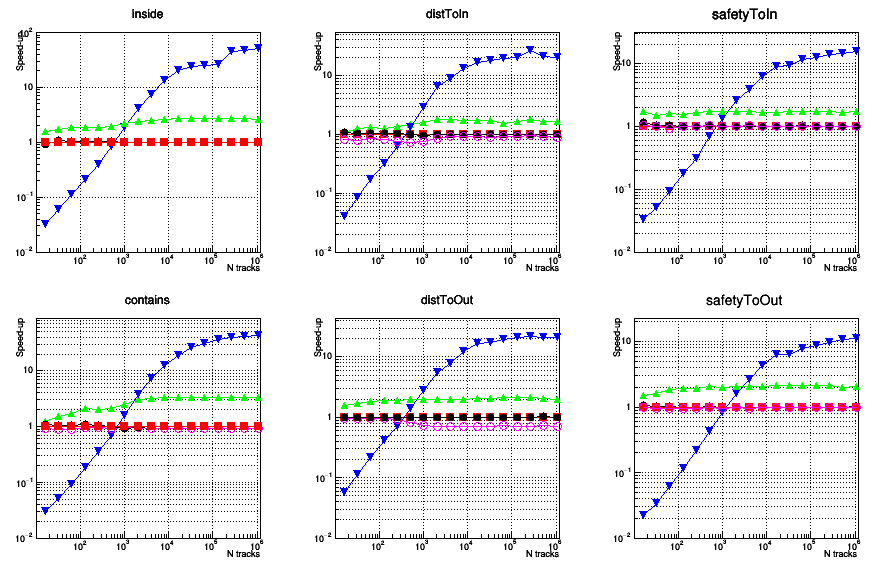 inside
distToIn
safetyToIn
Speed-up
Speed-up
Speed-up
10²
10
1
10⁻¹
10⁻²
10² 10³ 10⁴ 10⁵ 10⁶
N tracks
10
1
10⁻¹
10⁻²
10² 10³ 10⁴ 10⁵ 10⁶
N tracks
10
1
10⁻¹
10⁻²
10² 10³ 10⁴ 10⁵ 10⁶
N tracks
contains
distToOut
safetyToOut
Speed-up
Speed-up
Speed-up
10
1
10⁻¹
10⁻²
10² 10³ 10⁴ 10⁵ 10⁶
N tracks
10
1
10⁻¹
10⁻²
10² 10³ 10⁴ 10⁵ 10⁶
N tracks
10
1
10⁻¹
10⁻²
10² 10³ 10⁴ 10⁵ 10⁶
N tracks